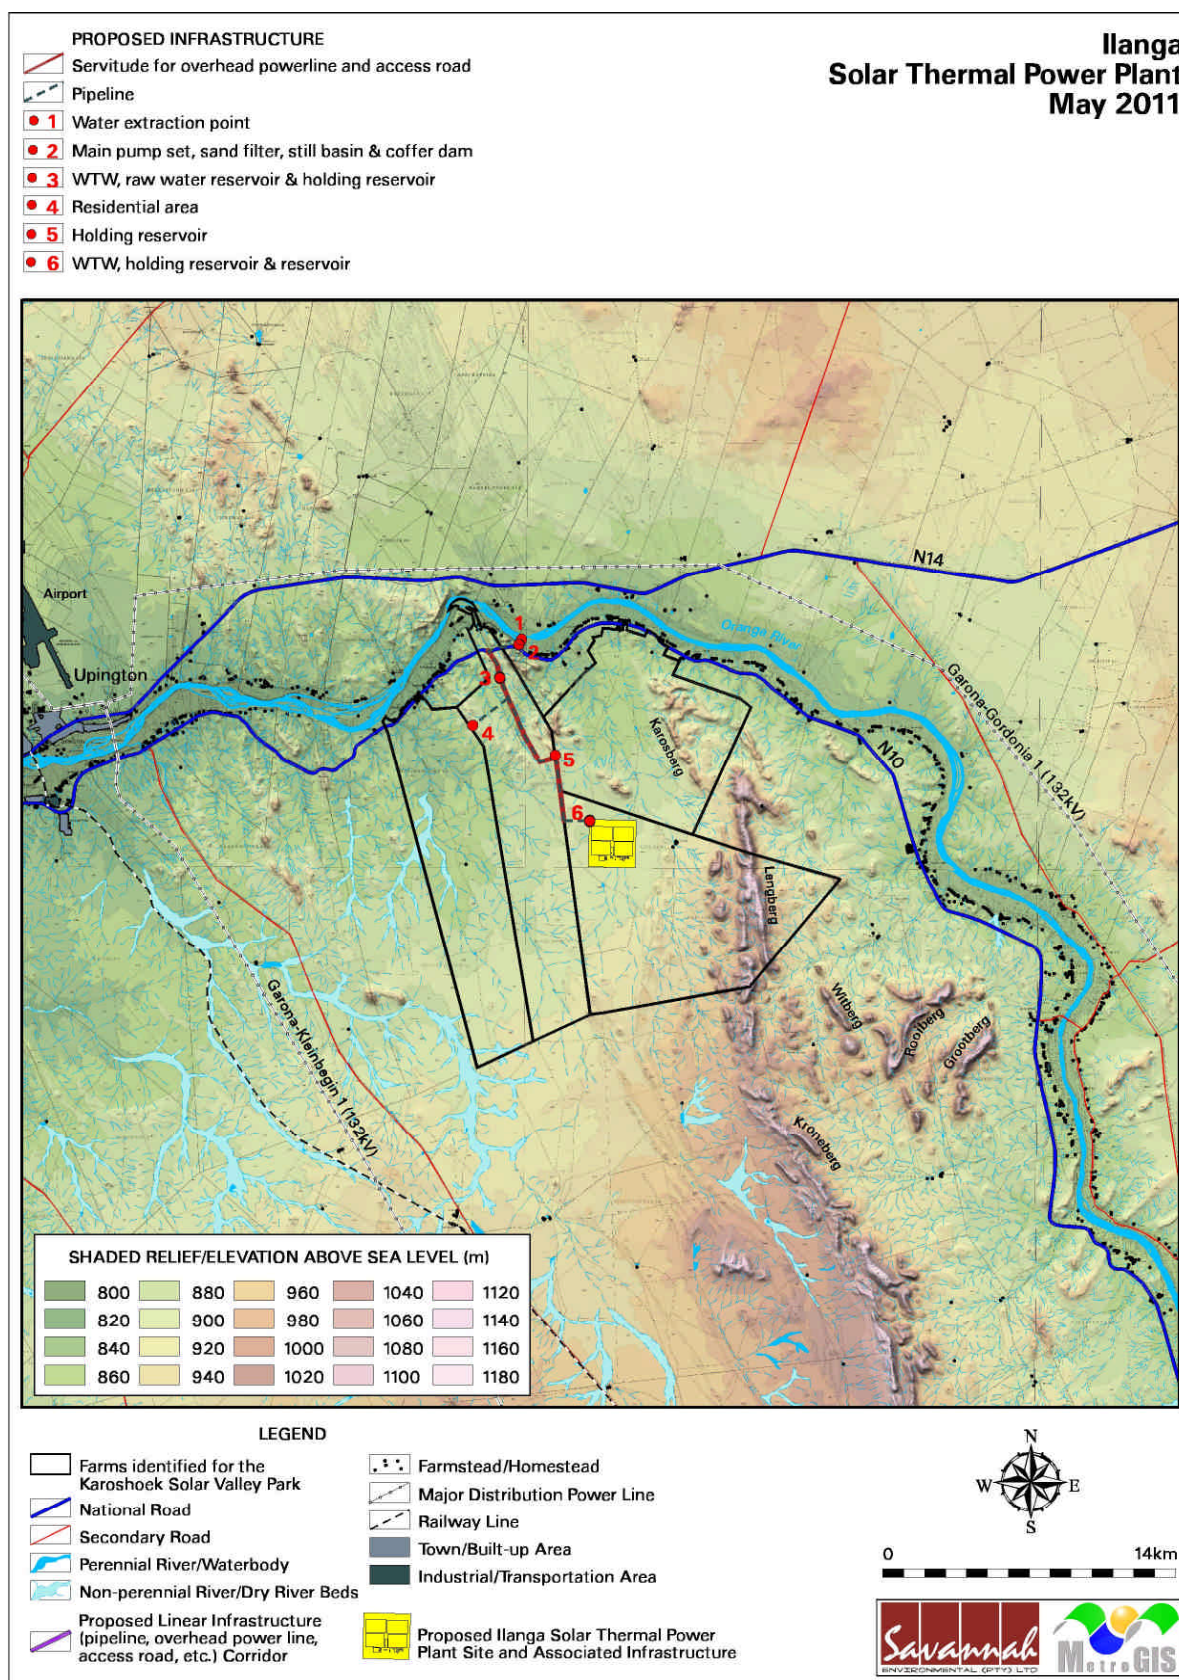 PROPOSED INFRASTRUCTURE
Servitude for overhead powerline and access road
Pipeline
1 Water extraction point
2 Main pump set, sand filter, still basin & coffer dam
3 WTW, raw water reservoir & holding reservoir
4 Residential area
5 Holding reservoir
6 WTW, holding reservoir & reservoir
Ilanga
Solar Thermal Power Plant
May 2011
N14
Airport
1
Orange River
2
Upington
3
Garona-Gordonia 1 (132kV)
4
Karosberg
N10
5
6
Lengberg
Garona-Kleinbegin 1 (132kV)
Witberg
Rooiberg
Grootberg
Kroneberg
SHADED RELIEF/ELEVATION ABOVE SEA LEVEL (m)
800 880 960 1040 1120
820 900 980 1060 1140
840 920 1000 1080 1160
860 940 1020 1100 1180
LEGEND
Farms identified for the
Karoshoek Solar Valley Park
National Road
Secondary Road
Perennial River/Waterbody
Non-perennial River/Dry River Beds
Proposed Linear Infrastructure
(pipeline, overhead power line,
access road, etc.) Corridor
Farmstead/Homestead
Major Distribution Power Line
Railway Line
Town/Built-up Area
Industrial/Transportation Area
Proposed Ilanga Solar Thermal Power
Plant Site and Associated Infrastructure
N
W E
S
0 14km
Savannah
ENVIRONMENTAL (PTY) LTD
MetroGIS